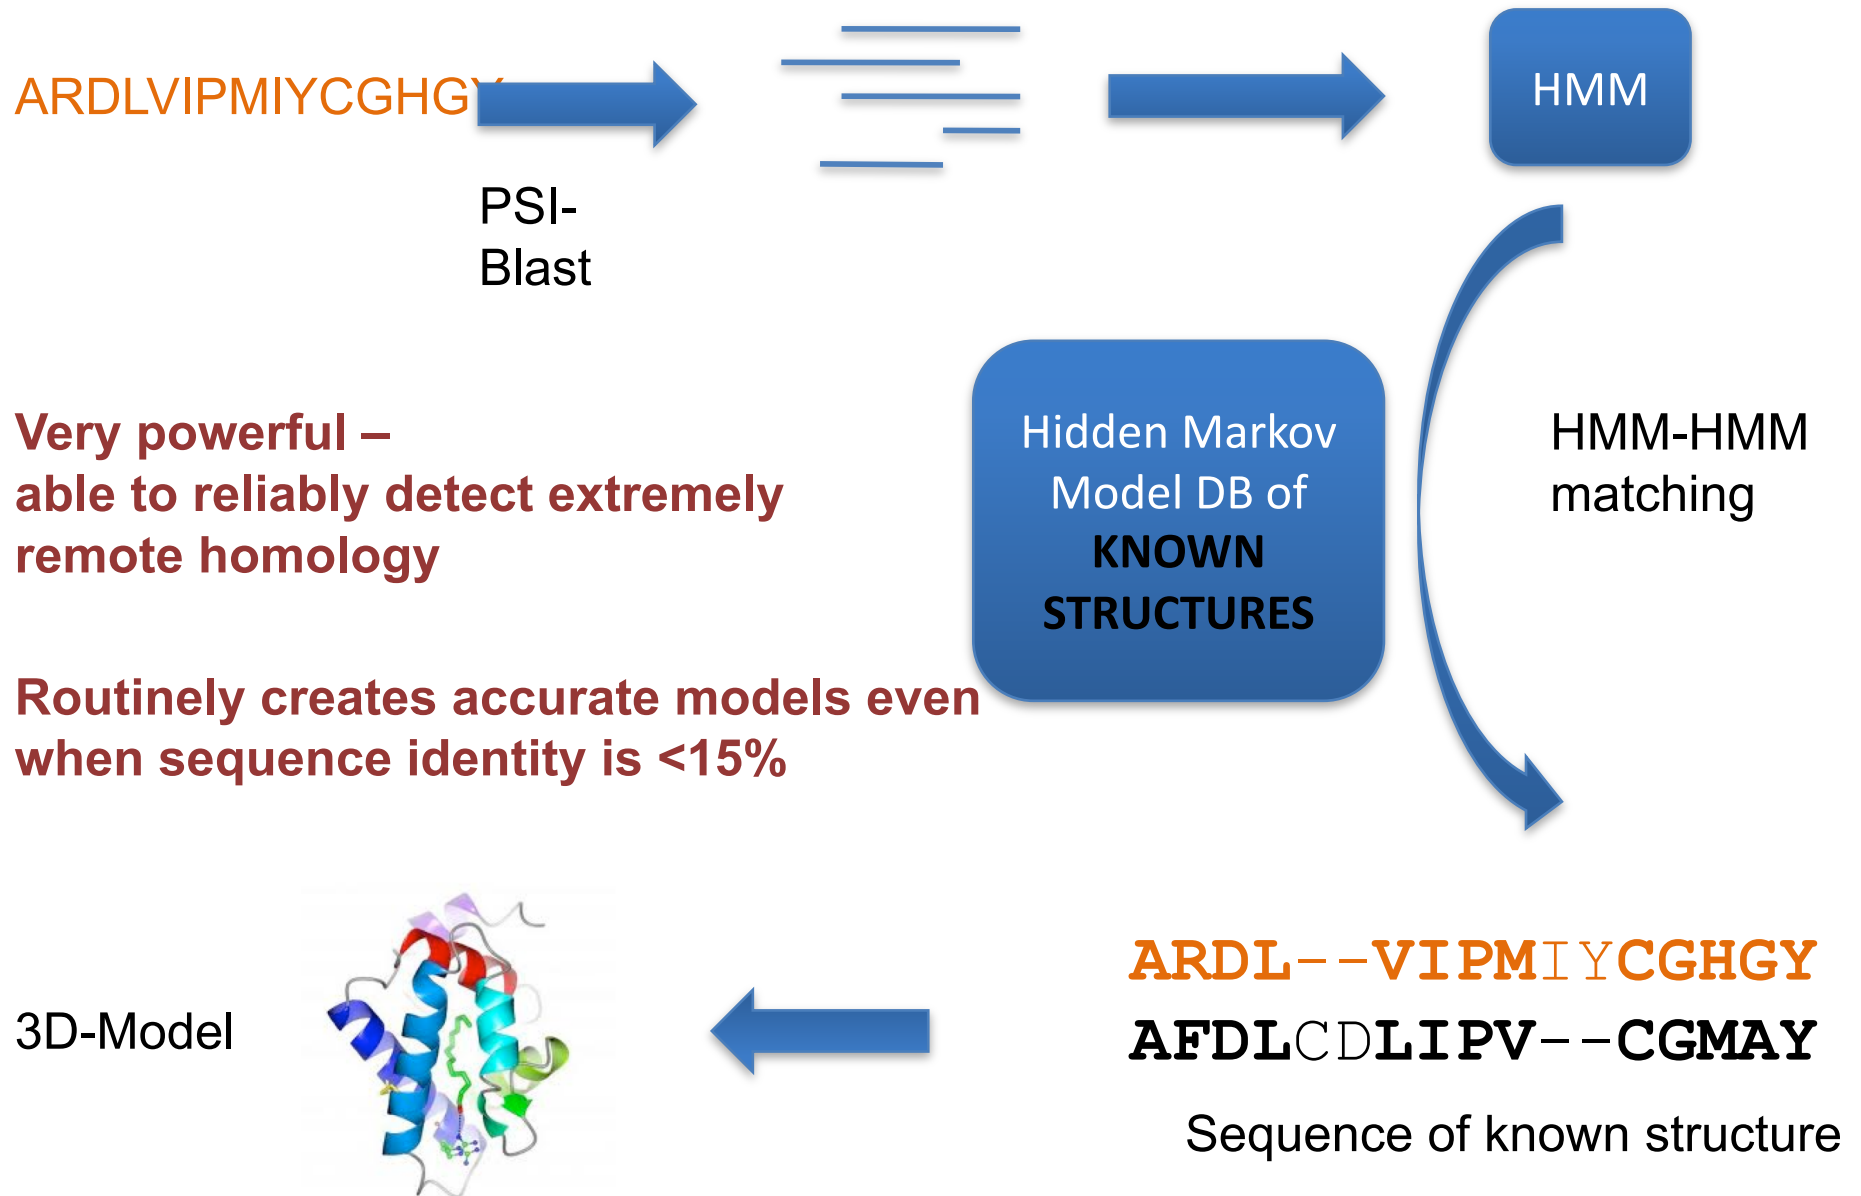 ARDLVIPMIYCGHGY
HMM
PSI-
Blast
Very powerful –
able to reliably detect extremely
remote homology
Hidden Markov
Model DB of
KNOWN
STRUCTURES
HMM-HMM
matching
Routinely creates accurate models even
when sequence identity is <15%
3D-Model
ARDL--VIPMIYCGHGY
AFDLCDLIPV--CGMAY
Sequence of known structure